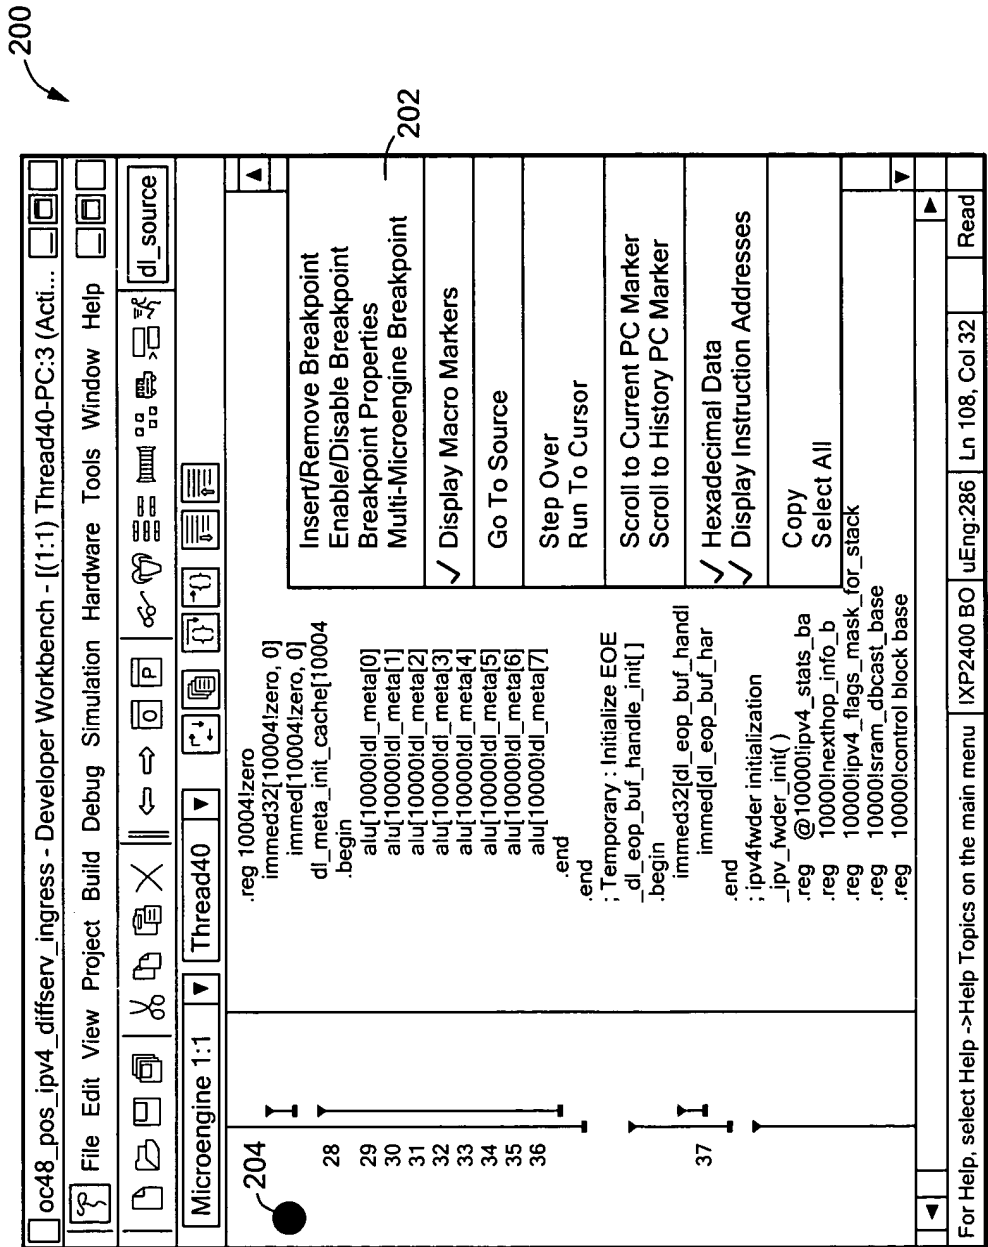 200
oc48_pos_ipv4_diffserv_ingress - Developer Workbench - [(1:1) Thread40-PC:3 (Acti...
File Edit View Project Build Debug Simulation Hardware Tools Window Help
O P dl_source
Microengine 1:1 Thread40
204
.reg 10004!zero
immed32[10004!zero, 0]
immed[10004!zero, 0]
28 dl_meta_init_cache[10004
.begin
29 alu[10000!dl_meta[0]
30 alu[10000!dl_meta[1]
31 alu[10000!dl_meta[2]
32 alu[10000!dl_meta[3]
33 alu[10000!dl_meta[4]
34 alu[10000!dl_meta[5]
35 alu[10000!dl_meta[6]
36 alu[10000!dl_meta[7]
.end
.end
; Temporary : Initialize EOE
_dl_eop_buf_handle_init[ ]
.begin
immed32[dl_eop_buf_handl
37 immed[dl_eop_buf_har
.end
; ipv4fwder initialization
_ipv_fwder_init( )
.reg @10000!ipv4_stats_ba
.reg 10000!nexthop_info_b
.reg 10000!ipv4_flags_mask_for_stack
.reg 10000!sram_dbcast_base
.reg 10000!control block base
202
Insert/Remove Breakpoint
Enable/Disable Breakpoint
Breakpoint Properties
Multi-Microengine Breakpoint
Display Macro Markers
Go To Source
Step Over
Run To Cursor
Scroll to Current PC Marker
Scroll to History PC Marker
Hexadecimal Data
Display Instruction Addresses
Copy
Select All
For Help, select Help ->Help Topics on the main menu IXP2400 BO uEng:286 Ln 108, Col 32 Read